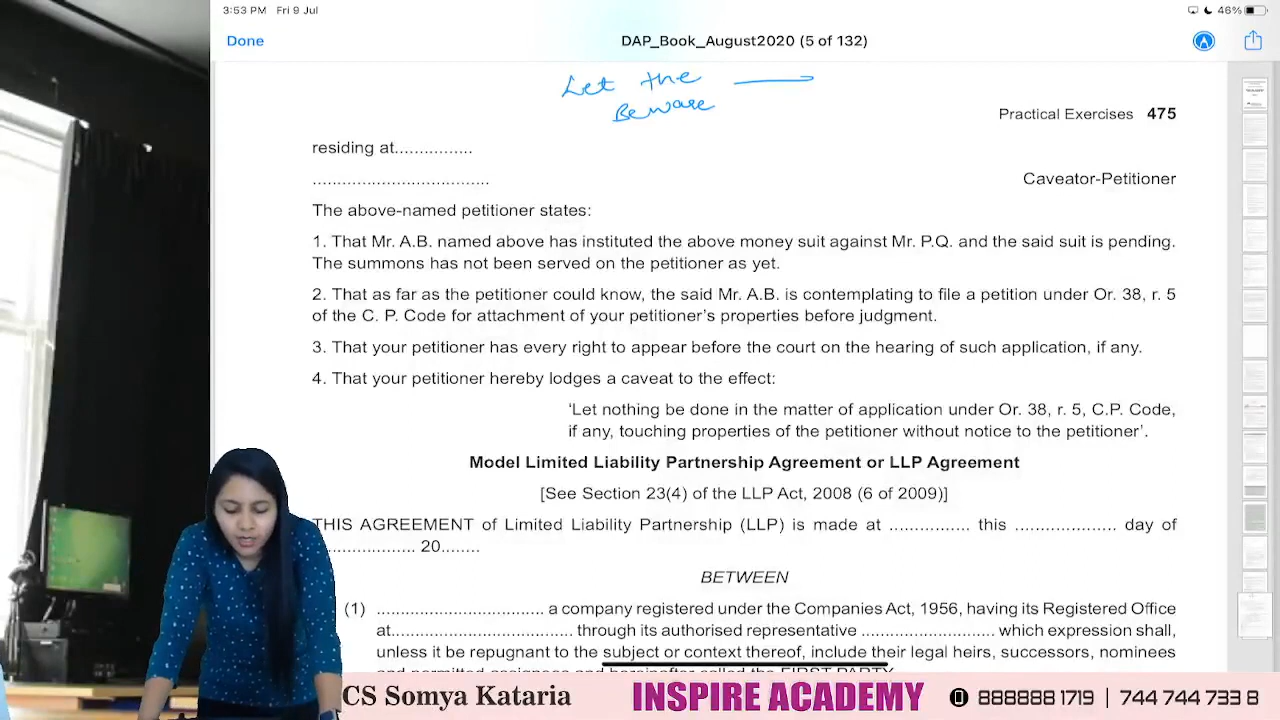 3:53 PM Fri 9 Jul
46%
Done
DAP_Book_August2020 (5 of 132)
Let the
Beware
Practical Exercises 475
residing at................
....................................
Caveator-Petitioner
The above-named petitioner states:
1. That Mr. A.B. named above has instituted the above money suit against Mr. P.Q. and the said suit is pending.
The summons has not been served on the petitioner as yet.
2. That as far as the petitioner could know, the said Mr. A.B. is contemplating to file a petition under Or. 38, r. 5
of the C. P. Code for attachment of your petitioner's properties before judgment.
3. That your petitioner has every right to appear before the court on the hearing of such application, if any.
4. That your petitioner hereby lodges a caveat to the effect:
'Let nothing be done in the matter of application under Or. 38, r. 5, C.P. Code,
if any, touching properties of the petitioner without notice to the petitioner'.
Model Limited Liability Partnership Agreement or LLP Agreement
[See Section 23(4) of the LLP Act, 2008 (6 of 2009)]
THIS AGREEMENT of Limited Liability Partnership (LLP) is made at ................ this ..................... day of
................... 20........
BETWEEN
(1) .................................. a company registered under the Companies Act, 1956, having its Registered Office
at.................................... through its authorised representative ........................... which expression shall,
unless it be repugnant to the subject or context thereof, include their legal heirs, successors, nominees
and permitted assignees and hereinafter called the FIRST PARTY
CS Somya Kataria
INSPIRE ACADEMY
888888 1719 | 744 744 733 8